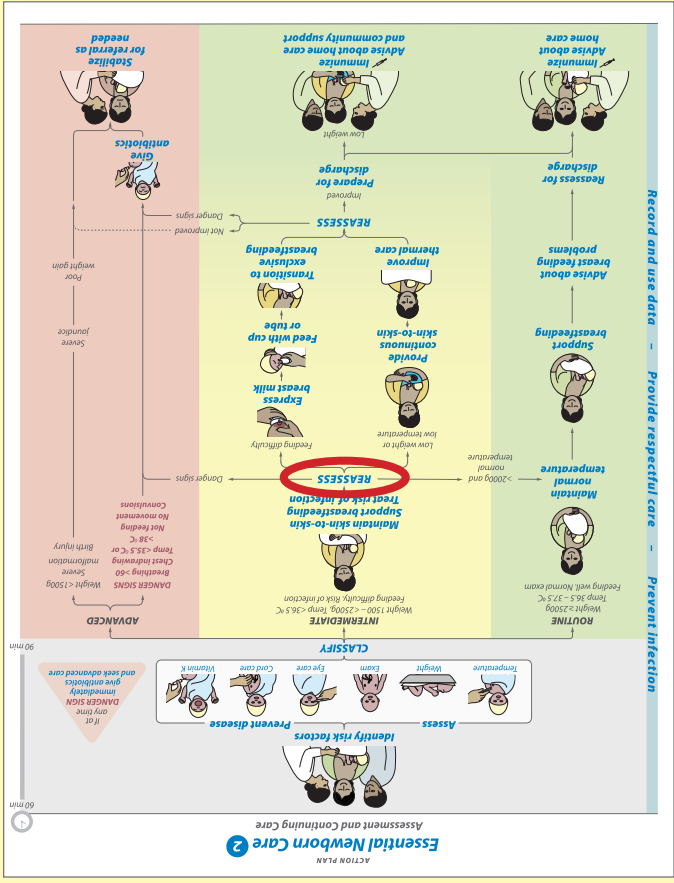 ACTION PLAN
Essential Newborn Care 2
Assessment and Continuing Care
60 min
Identify risk factors
Assess
Prevent disease
Temperature
Weight
Exam
Eye care
Cord care
Vitamin K
If at
any time
DANGER SIGN
immediately
give antibiotics
and seek advanced care
90 min
CLASSIFY
ROUTINE
Weight ≥ 2500g
Temp 36.5 – 37.5 ºC
Feeding well. Normal exam
Maintain
normal
temperature
Support
breastfeeding
Advise about
breast feeding
problems
Reassess for
discharge
Immunize
Advise about
home care
INTERMEDIATE
Weight 1500 – <2500g, Temp <36.5ºC
Feeding difficulty. Risk of infection
Maintain skin-to-skin
Support breastfeeding
Treat risk of infection
REASSESS
>2000g and
normal
temperature
Danger signs
Low weight or
low temperature
Provide
continuous
skin-to-skin
Improve
thermal care
Feeding difficulty
Express
breast milk
Feed with cup
or tube
Transition to
exclusive
breastfeeding
REASSESS
Not improved
Danger signs
Improved
Prepare for
discharge
Low weight
Immunize
Advise about home care
and community support
ADVANCED
DANGER SIGNS
Breathing >60
Chest indrawing
Temp <35.5ºC or
>38 ºC
Not feeding
No movement
Convulsions
Weight <1500g
Severe
malformation
Birth injury
Severe
jaundice
Poor
weight gain
Give
antibiotics
Stabilize
for referral as
needed
Prevent infection – Provide respectful care – Record and use data